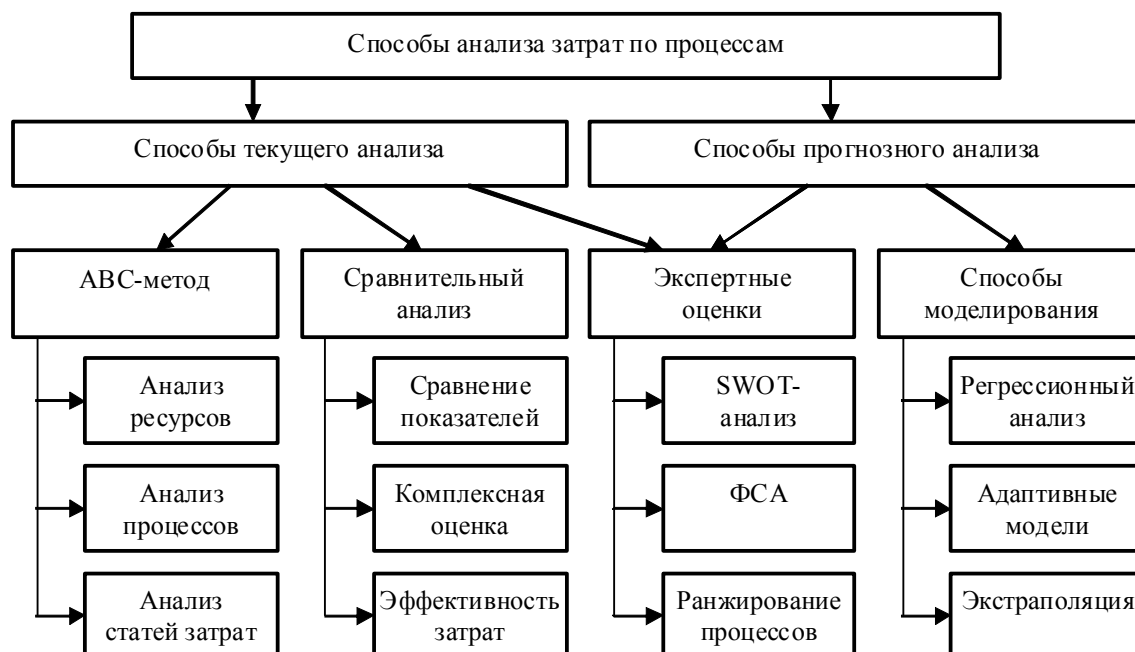 Способы анализа затрат по процессам
Способы текущего анализа
Способы прогнозного анализа
АВС-метод
Сравнительный
анализ
Экспертные
оценки
Способы
моделирования
Анализ
ресурсов
Сравнение
показателей
SWOT-
анализ
Регрессионный
анализ
Анализ
процессов
Комплексная
оценка
ФСА
Адаптивные
модели
Анализ
статей затрат
Эффективность
затрат
Ранжирование
процессов
Экстраполяция